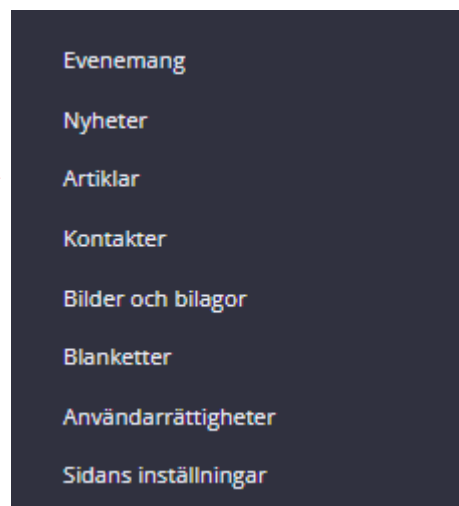 Evenemang
Nyheter
Artiklar
Kontakter
Bilder och bilagor
Blanketter
Användarrättigheter
Sidans inställningar